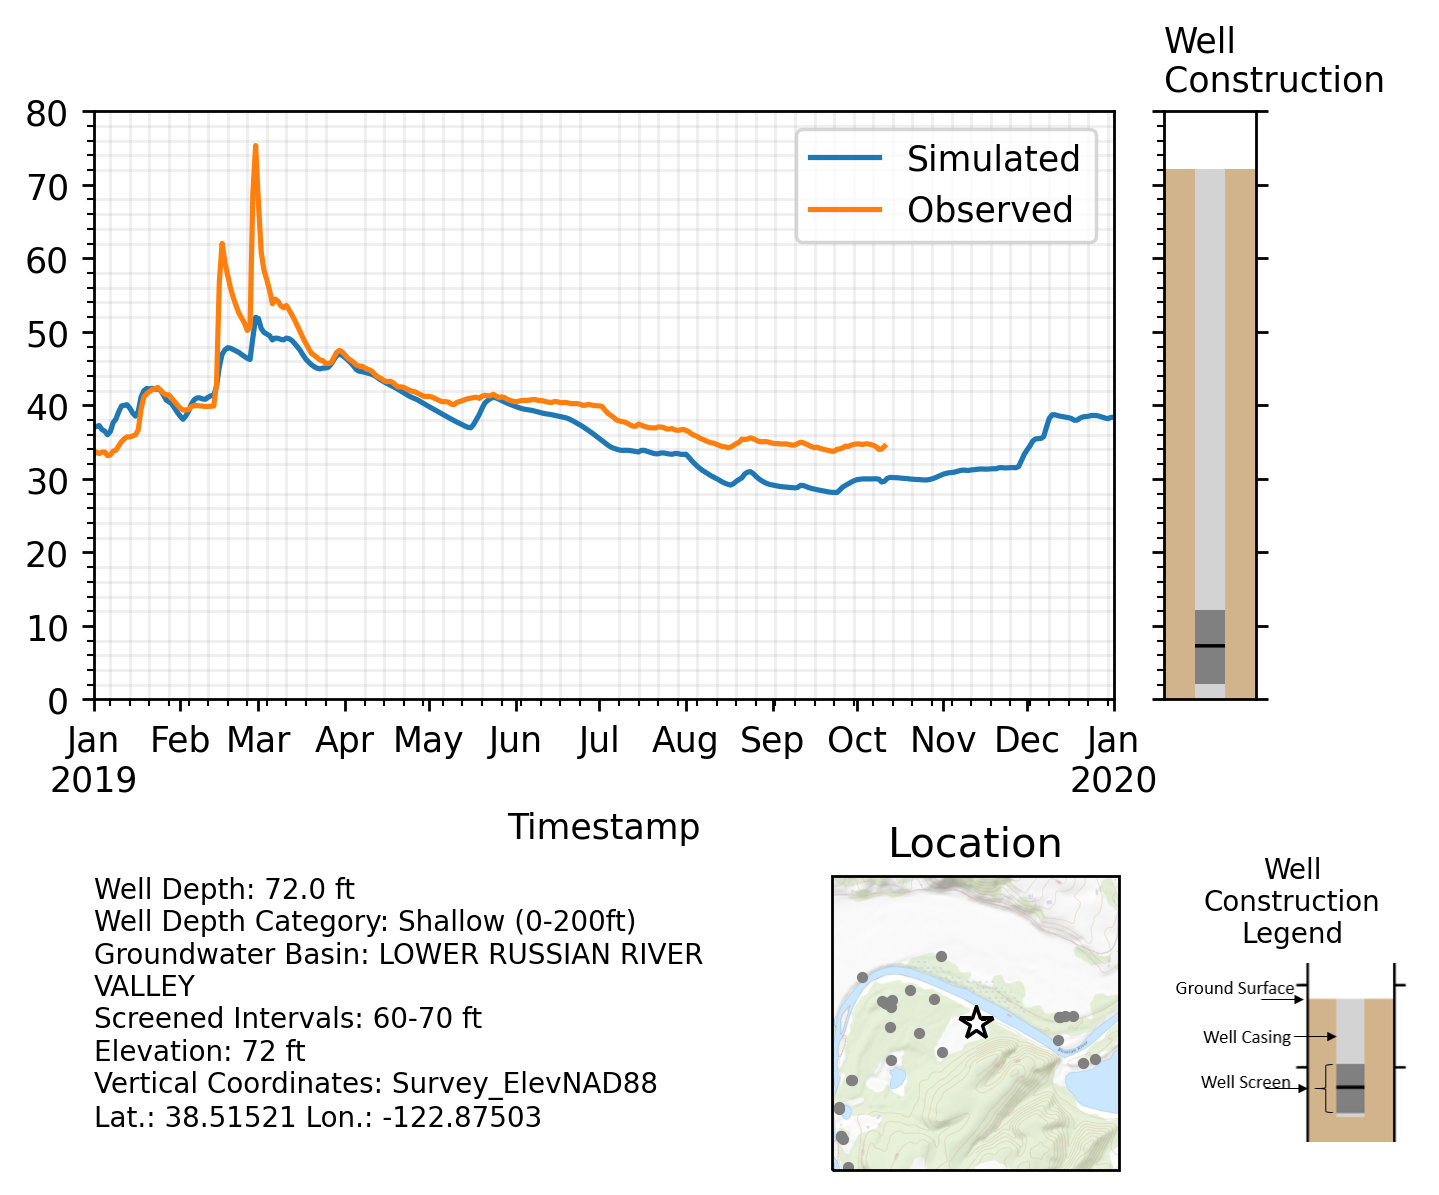 Well
Construction
80
70
60
50
40
30
20
10
0
Simulated
Observed
Jan Feb Mar Apr May Jun Jul Aug Sep Oct Nov Dec Jan
2019 2020
Timestamp
Well Depth: 72.0 ft
Well Depth Category: Shallow (0-200ft)
Groundwater Basin: LOWER RUSSIAN RIVER
VALLEY
Screened Intervals: 60-70 ft
Elevation: 72 ft
Vertical Coordinates: Survey_ElevNAD88
Lat.: 38.51521 Lon.: -122.87503
Location
Well
Construction
Legend
Ground Surface
Well Casing
Well Screen